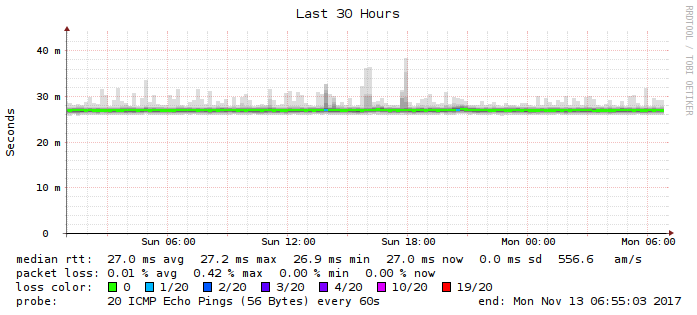 Last 30 Hours
RRDTOOL / TOBI OETIKER
Seconds
40 m
30 m
20 m
10 m
0
Sun 06:00 Sun 12:00 Sun 18:00 Mon 00:00 Mon 06:00
median rtt: 27.0 ms avg 27.2 ms max 26.9 ms min 27.0 ms now 0.0 ms sd 556.6 am/s
packet loss: 0.01 % avg 0.42 % max 0.00 % min 0.00 % now
loss color: 0 1/20 2/20 3/20 4/20 10/20 19/20
probe: 20 ICMP Echo Pings (56 Bytes) every 60s end: Mon Nov 13 06:55:03 2017